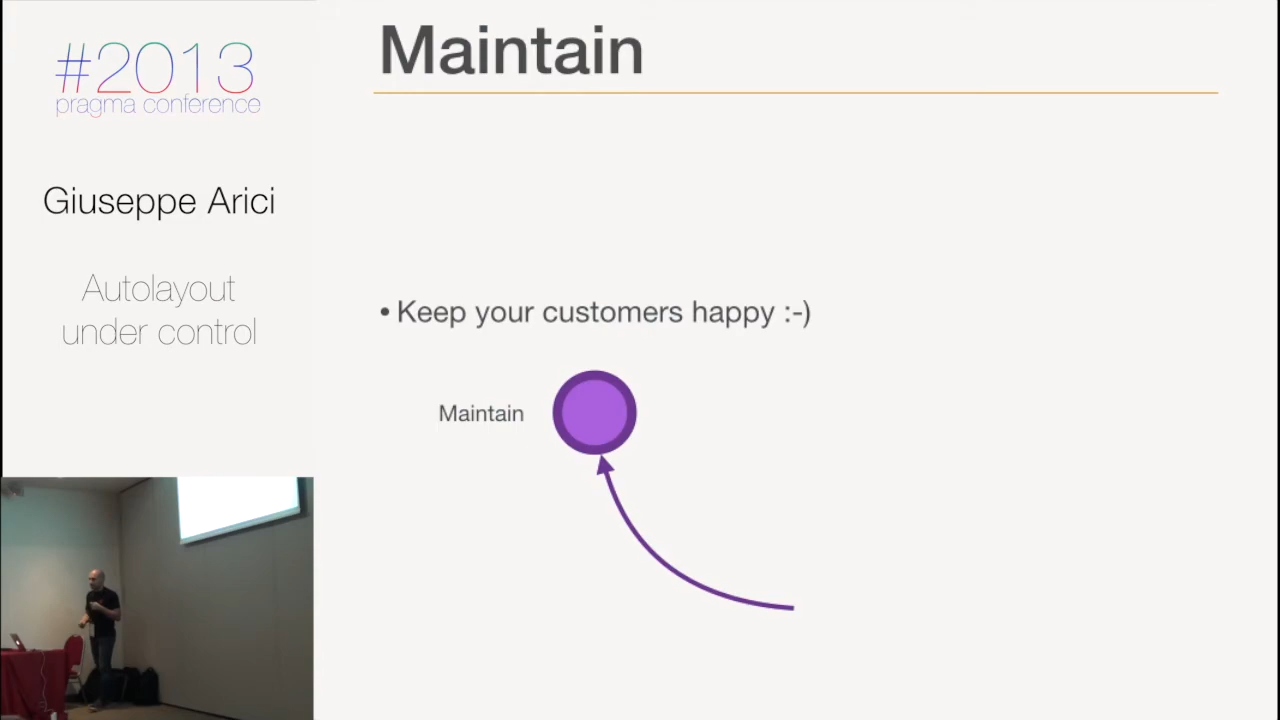 #2013
pragma conference
Giuseppe Arici
Autolayout
under control
Maintain
• Keep your customers happy :-)
Maintain